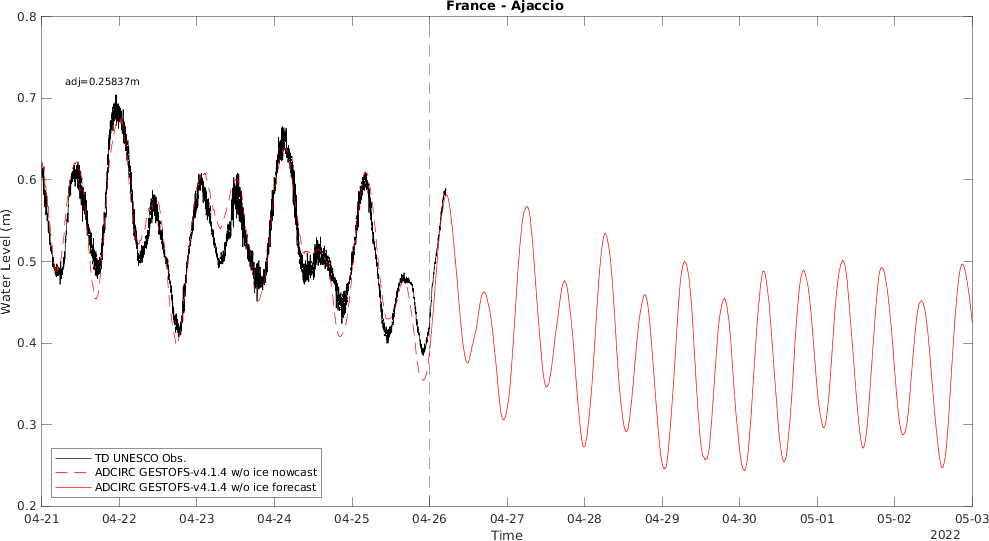 France - Ajaccio
0.8
0.7
0.6
0.5
0.4
0.3
0.2
Water Level (m)
adj=0.25837m
TD UNESCO Obs.
ADCIRC GESTOFS-v4.1.4 w/o ice nowcast
ADCIRC GESTOFS-v4.1.4 w/o ice forecast
04-21 04-22 04-23 04-24 04-25 04-26 04-27 04-28 04-29 04-30 05-01 05-02 05-03
Time
2022